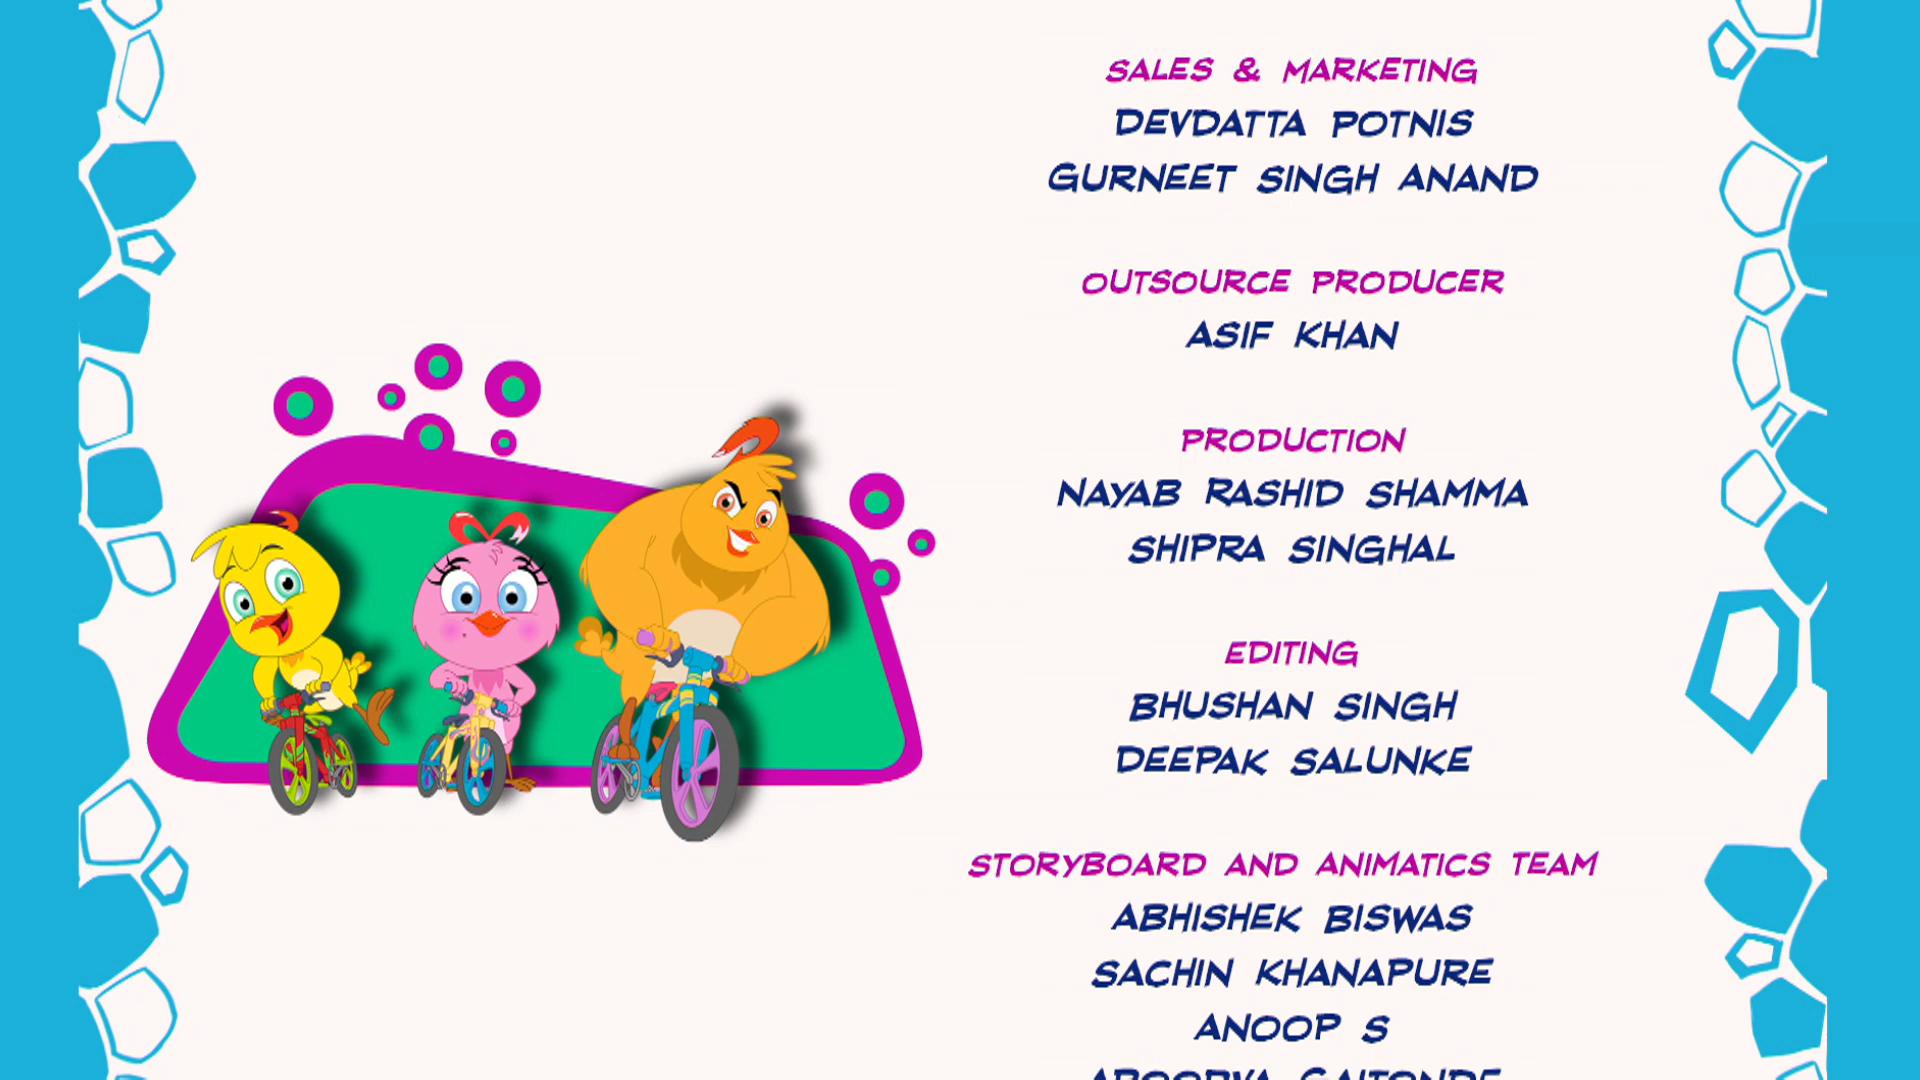 SALES & MARKETING
DEVDATTA POTNIS
GURNEET SINGH ANAND
OUTSOURCE PRODUCER
ASIF KHAN
PRODUCTION
NAYAB RASHID SHAMMA
SHIPRA SINGHAL
EDITING
BHUSHAN SINGH
DEEPAK SALUNKE
STORYBOARD AND ANIMATICS TEAM
ABHISHEK BISWAS
SACHIN KHANAPURE
ANOOP S